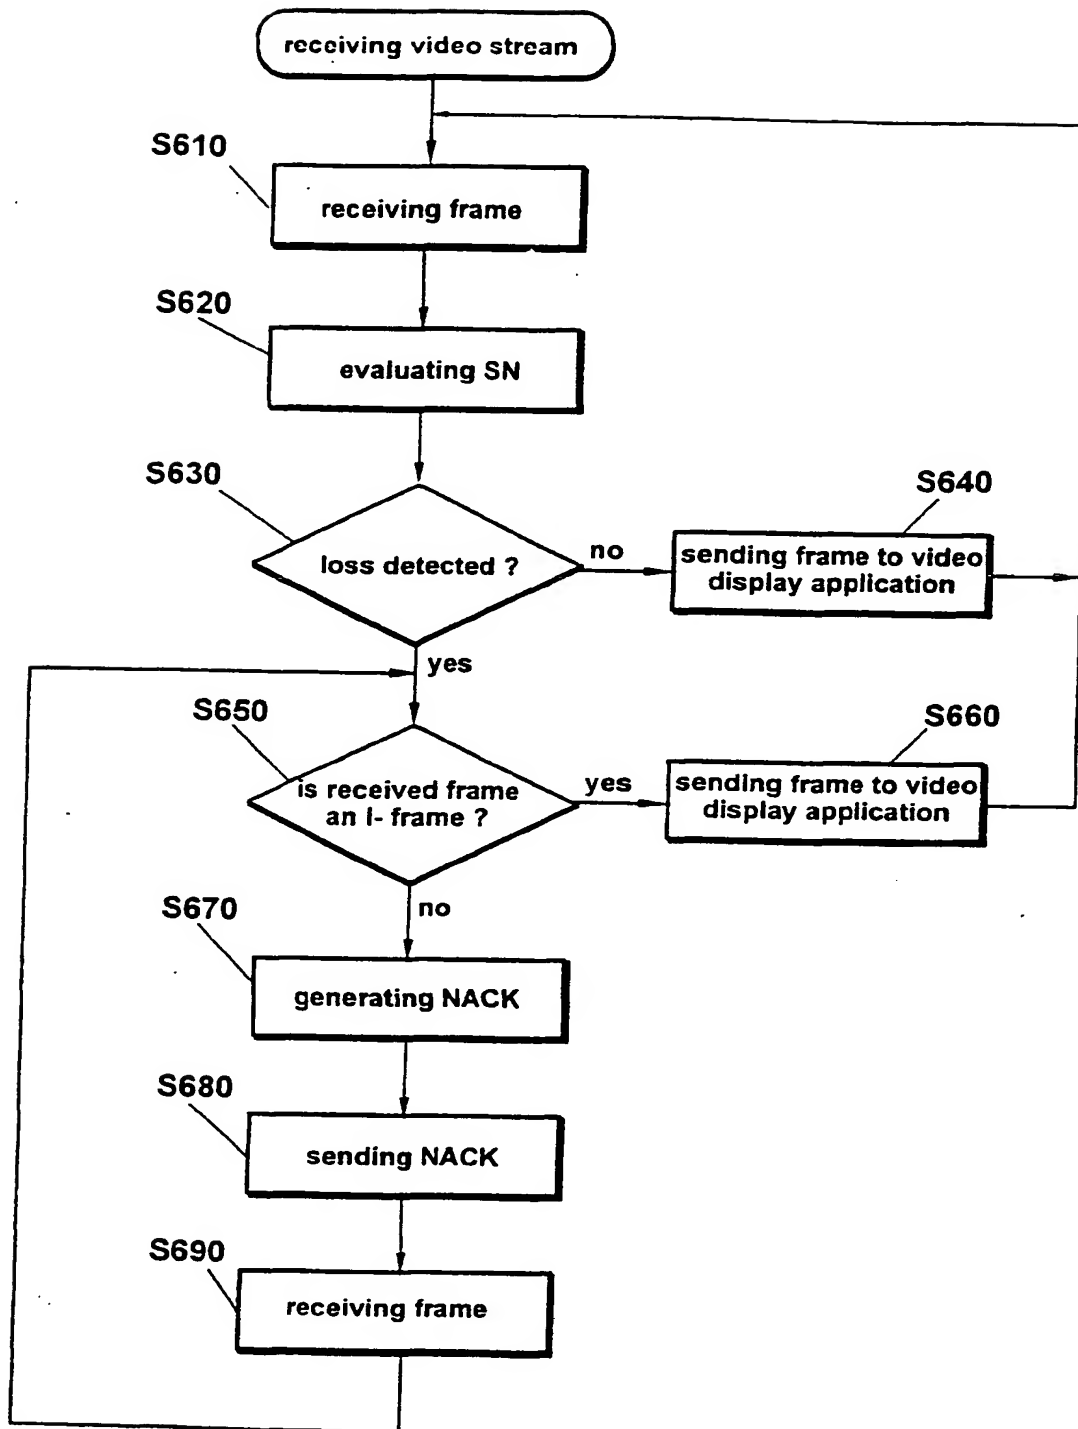 receiving video stream
S610
receiving frame
S620
evaluating SN
S630
loss detected ?
no
S640
sending frame to video
display application
yes
S650
is received frame
an I- frame ?
yes
S660
sending frame to video
display application
no
S670
generating NACK
S680
sending NACK
S690
receiving frame